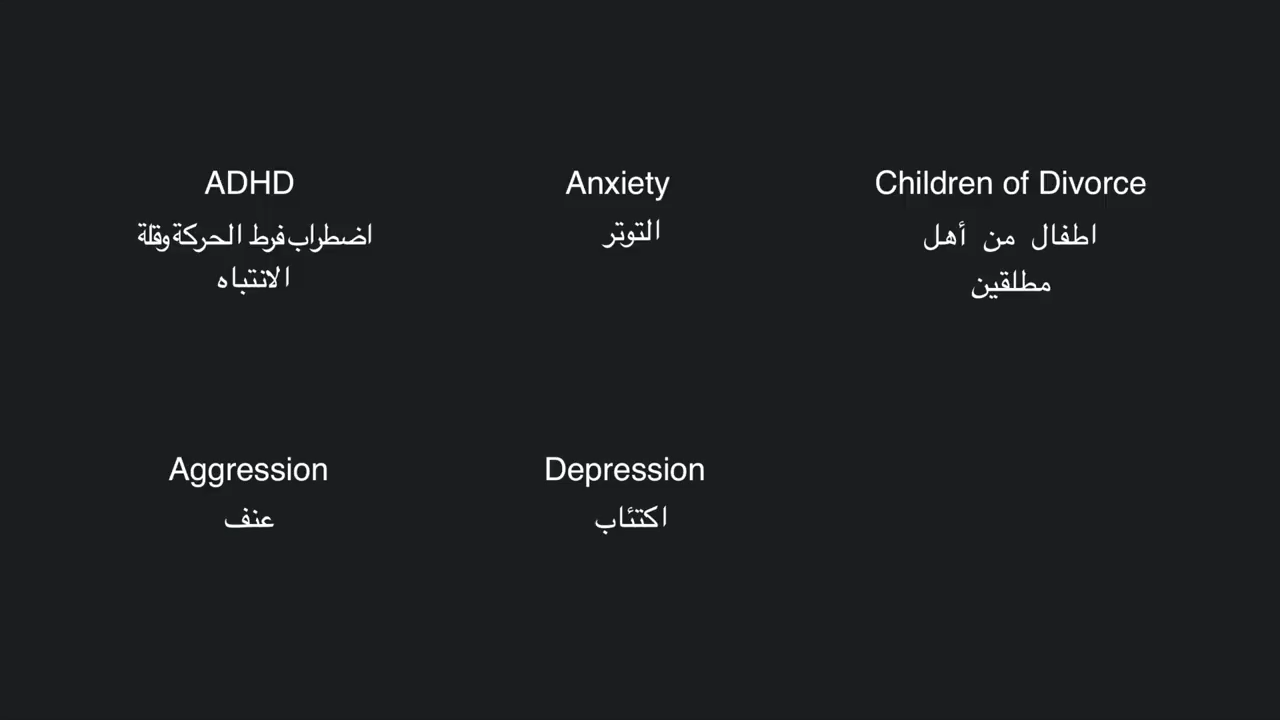 ADHD
اضطراب فرط الحركة وقلة
الانتباه
Anxiety
التوتر
Children of Divorce
اطفال من أهل
مطلقين
Aggression
عنف
Depression
اكتئاب